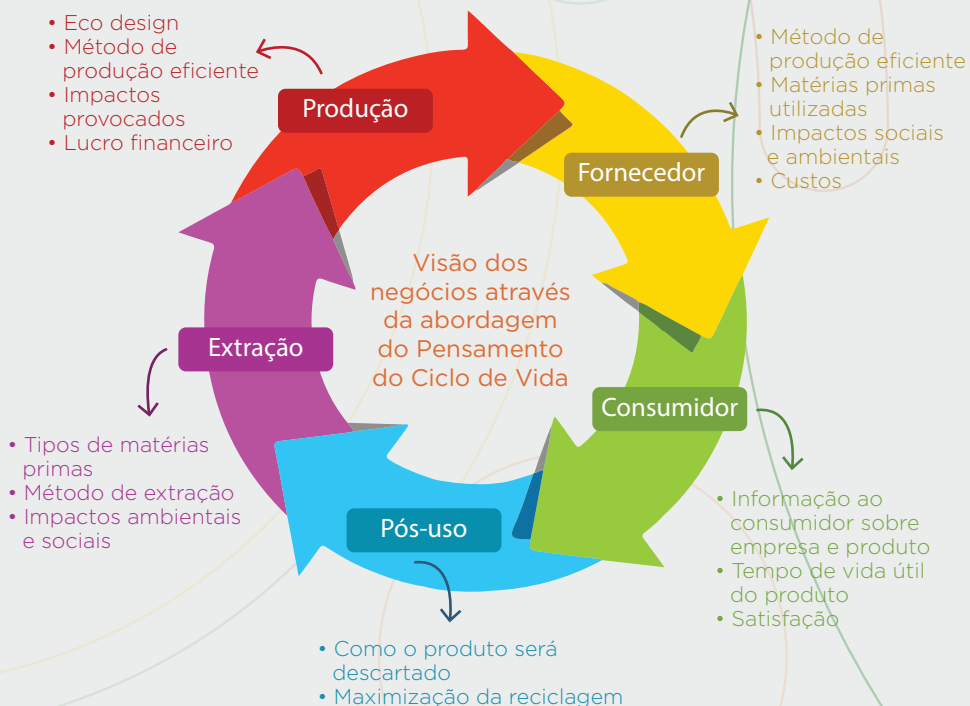 • Eco design
• Método de
produção eficiente
• Impactos
provocados
• Lucro financeiro
Produção
• Método de
produção eficiente
• Matérias primas
utilizadas
• Impactos sociais
e ambientais
• Custos
Fornecedor
Visão dos
negócios através
da abordagem
do Pensamento
do Ciclo de Vida
Extração
• Tipos de matérias
primas
• Método de extração
• Impactos ambientais
e sociais
Consumidor
• Informação ao
consumidor sobre
empresa e produto
• Tempo de vida útil
do produto
• Satisfação
Pós-uso
• Como o produto será
descartado
• Maximização da reciclagem